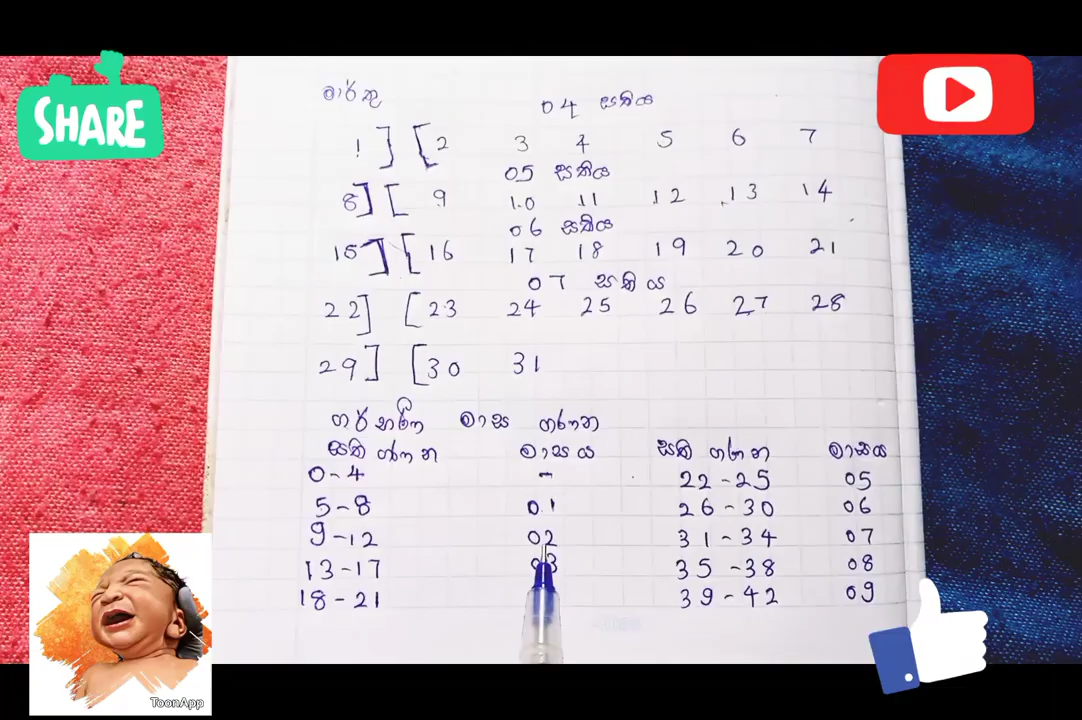 SHARE
මාර්තු
04 සතිය
1] [2 3 4 5 6 7
05 සතිය
8] [ 9 10 11 12 13 14
06 සතිය
15] [16 17 18 19 20 21
07 සතිය
22] [23 24 25 26 27 28
29] [30 31
ගර්භණී මාස ගණන
සති ගණන මාසය සති ගණන මාසය
0-4 - 22-25 05
5-8 01 26-30 06
9-12 02 31-34 07
13-17 03 35-38 08
18-21 39-42 09
ToonApp